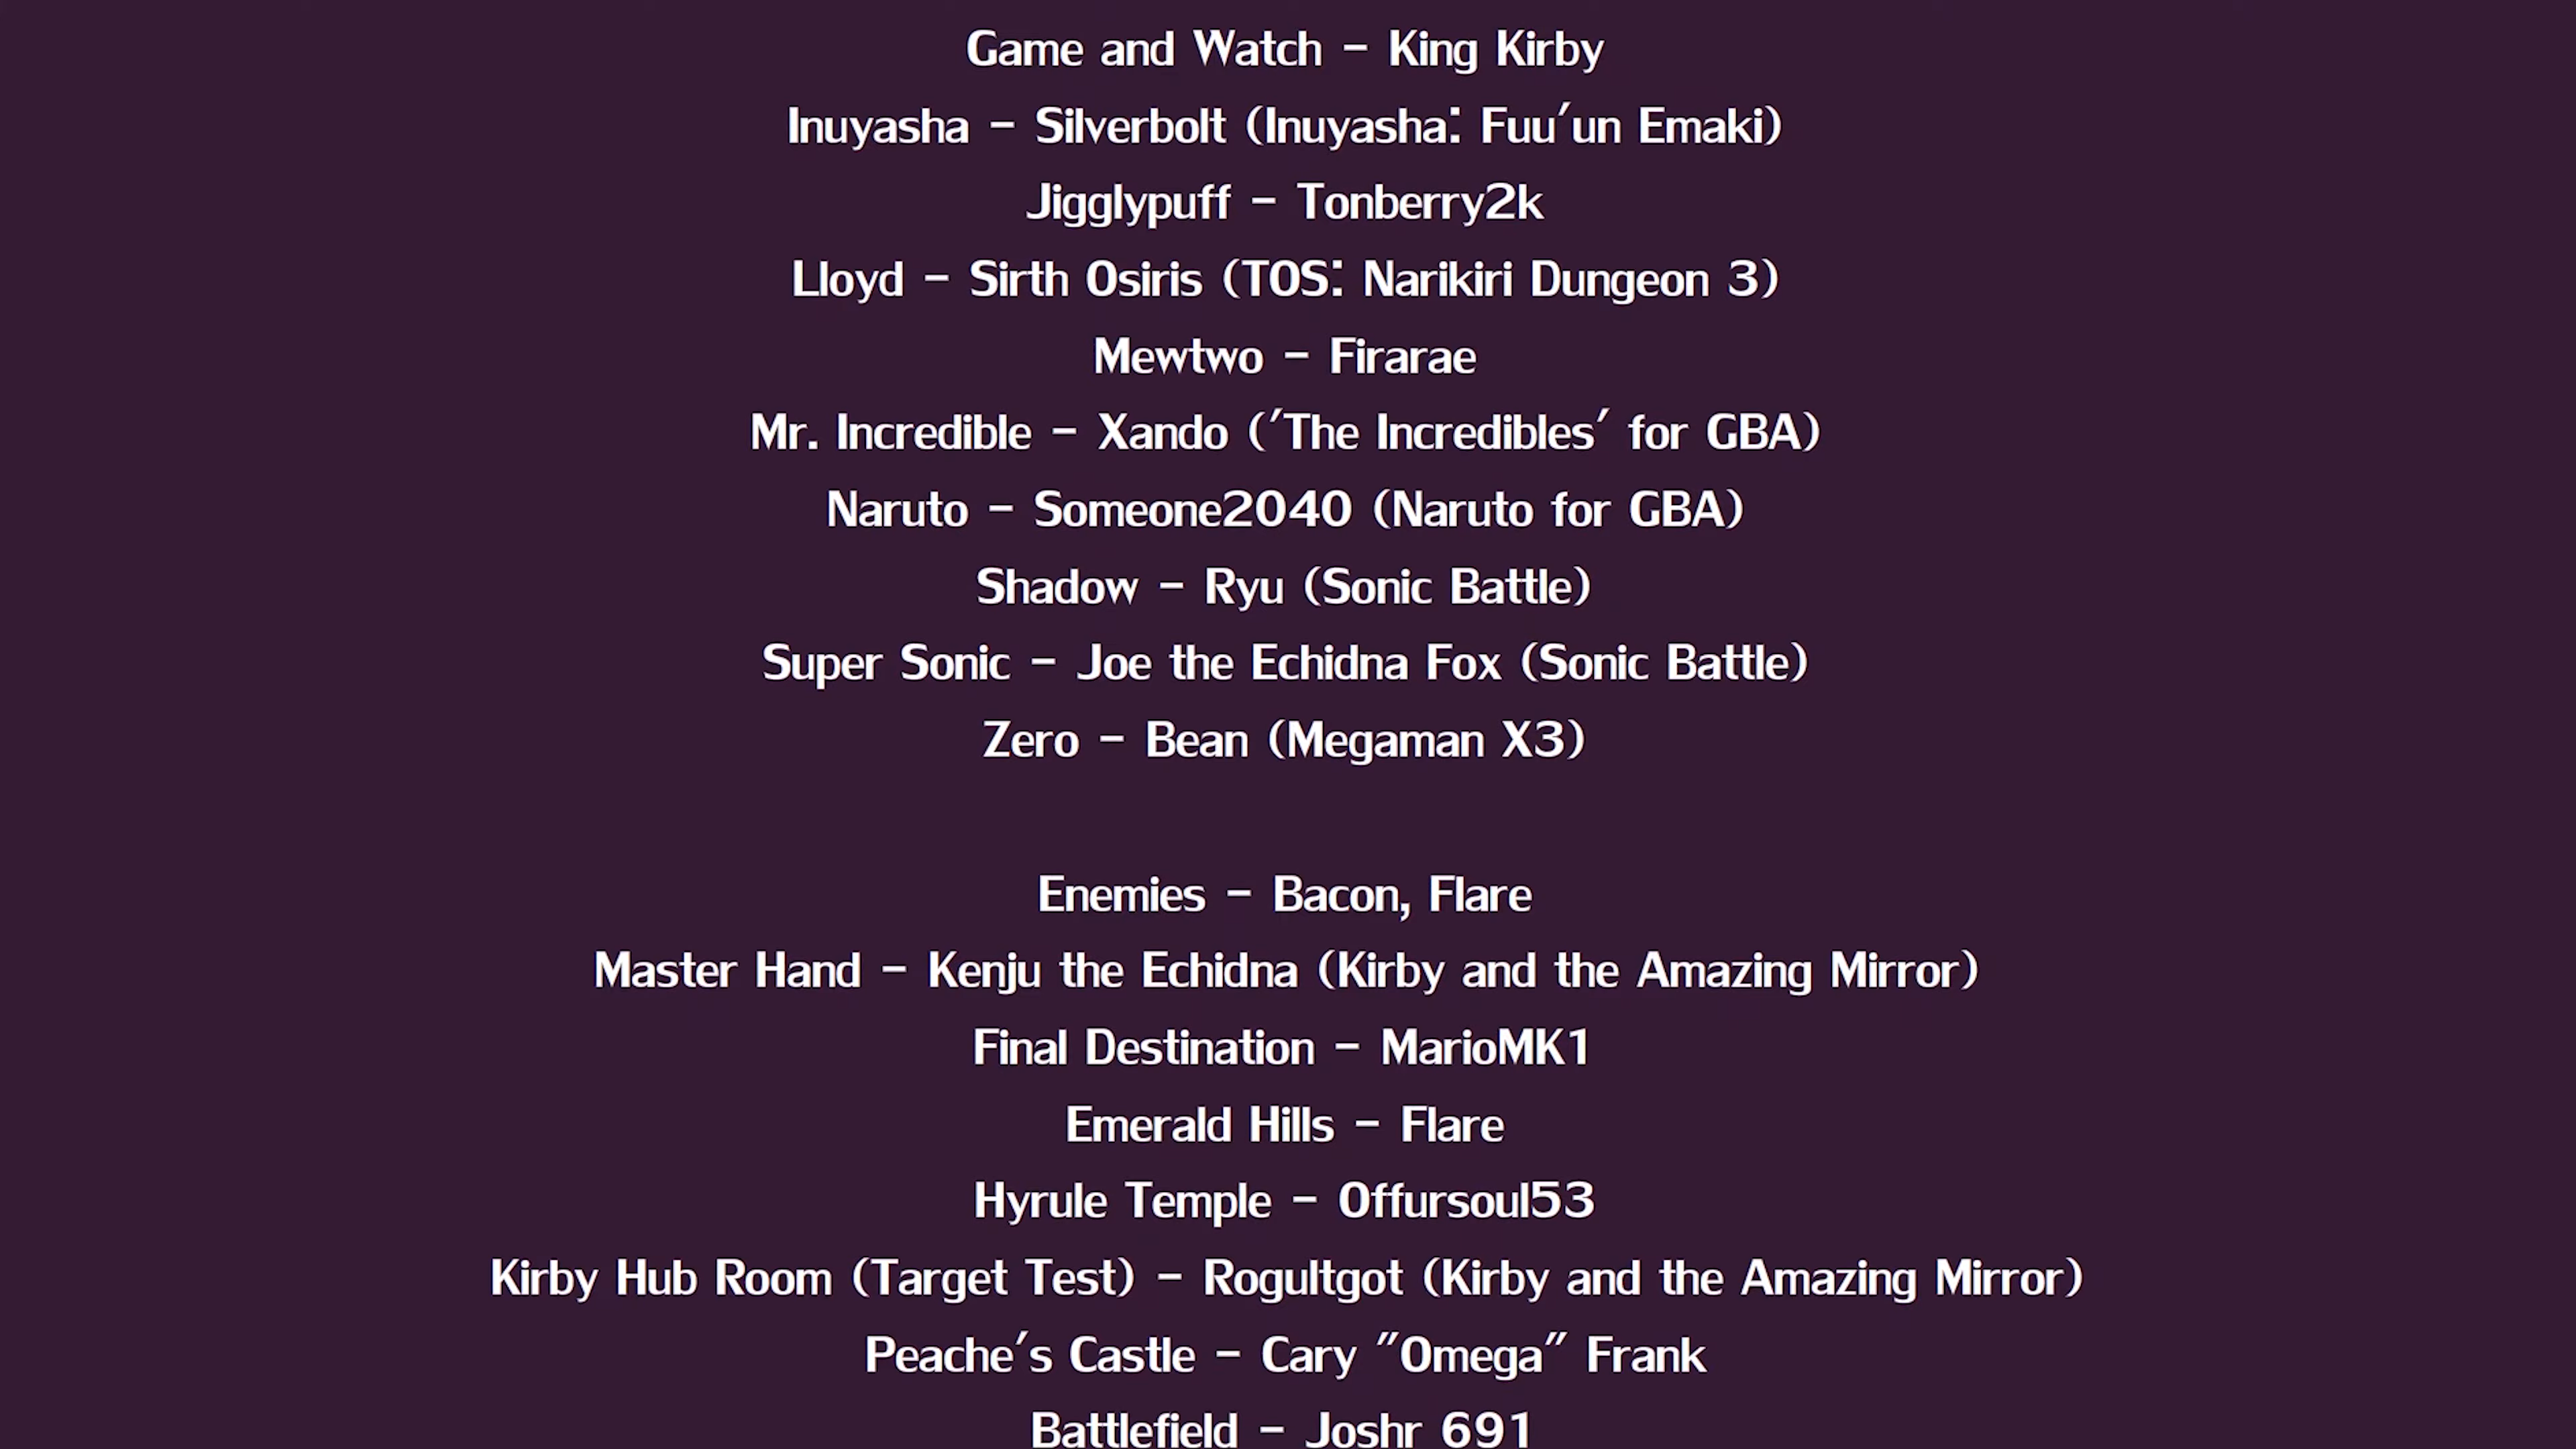 Game and Watch - King Kirby
Inuyasha - Silverbolt (Inuyasha: Fuu'un Emaki)
Jigglypuff - Tonberry2k
Lloyd - Sirth Osiris (TOS: Narikiri Dungeon 3)
Mewtwo - Firarae
Mr. Incredible - Xando ('The Incredibles' for GBA)
Naruto - Someone2040 (Naruto for GBA)
Shadow - Ryu (Sonic Battle)
Super Sonic - Joe the Echidna Fox (Sonic Battle)
Zero - Bean (Megaman X3)
Enemies - Bacon, Flare
Master Hand - Kenju the Echidna (Kirby and the Amazing Mirror)
Final Destination - MarioMK1
Emerald Hills - Flare
Hyrule Temple - Offursoul53
Kirby Hub Room (Target Test) - Rogultgot (Kirby and the Amazing Mirror)
Peache's Castle - Cary "Omega" Frank
Battlefield - Joshr 691